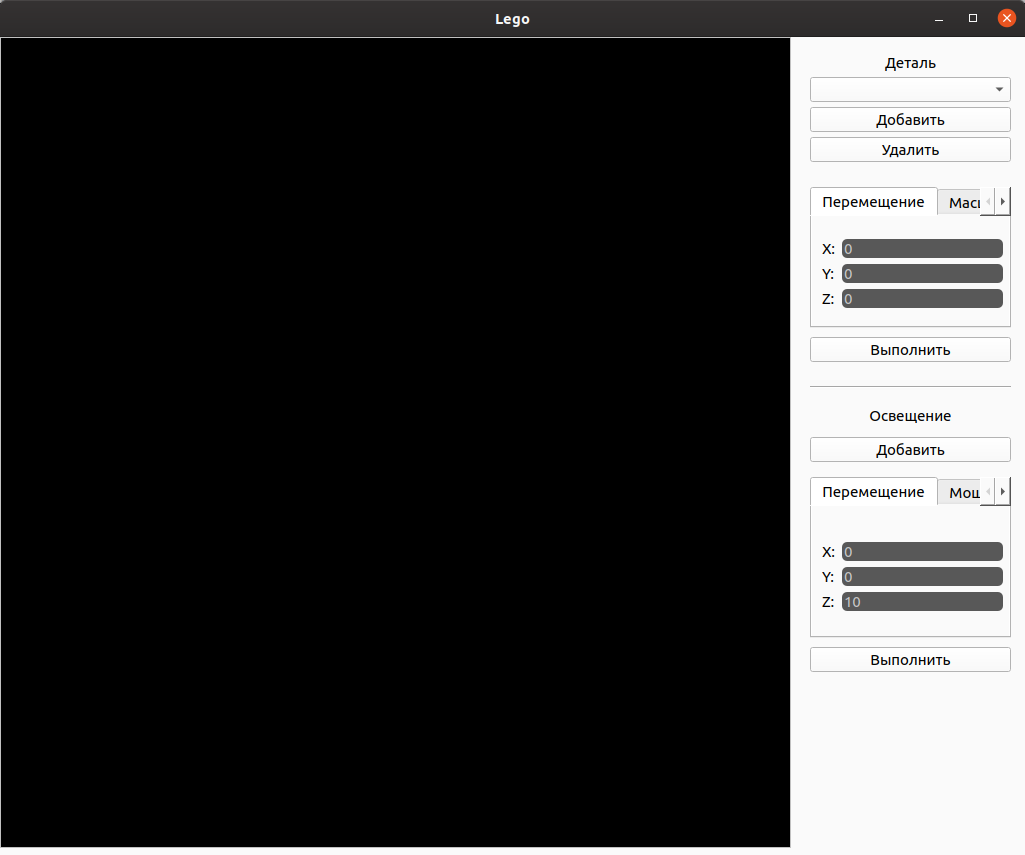 Lego
Деталь
Добавить
Удалить
Перемещение
X: 0
Y: 0
Z: 0
Выполнить
Освещение
Добавить
Перемещение
X: 0
Y: 0
Z: 10
Выполнить